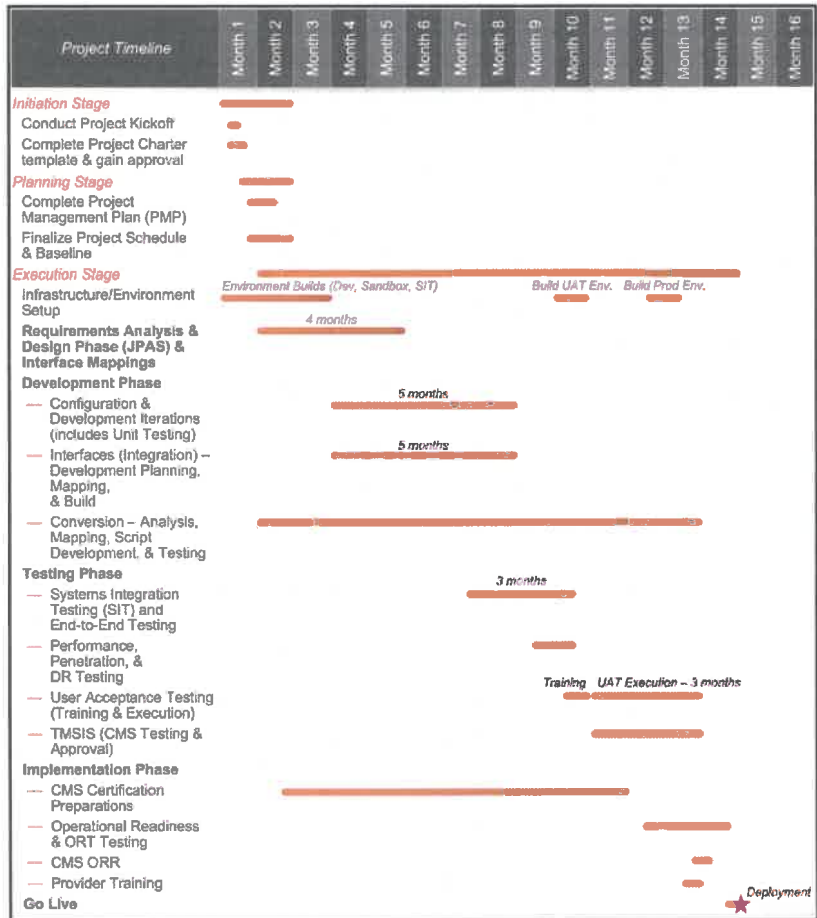 Project Timeline
Month 1
Month 2
Month 3
Month 4
Month 5
Month 6
Month 7
Month 8
Month 9
Month 10
Month 11
Month 12
Month 13
Month 14
Month 15
Month 16
Initiation Stage
Conduct Project Kickoff
Complete Project Charter
template & gain approval
Planning Stage
Complete Project
Management Plan (PMP)
Finalize Project Schedule
& Baseline
Execution Stage
Infrastructure/Environment
Setup
Environment Builds (Dev, Sandbox, SIT)
Build UAT Env.
Build Prod Env.
Requirements Analysis &
Design Phase (JPAS) &
Interface Mappings
4 months
Development Phase
— Configuration &
Development Iterations
(includes Unit Testing)
5 months
— Interfaces (Integration) –
Development Planning,
Mapping,
& Build
5 months
— Conversion – Analysis,
Mapping, Script
Development, & Testing
Testing Phase
— Systems Integration
Testing (SIT) and
End-to-End Testing
3 months
— Performance,
Penetration, &
DR Testing
— User Acceptance Testing
(Training & Execution)
Training
UAT Execution – 3 months
— TMSIS (CMS Testing &
Approval)
Implementation Phase
— CMS Certification
Preparations
— Operational Readiness
& ORT Testing
— CMS ORR
— Provider Training
Go Live
Deployment